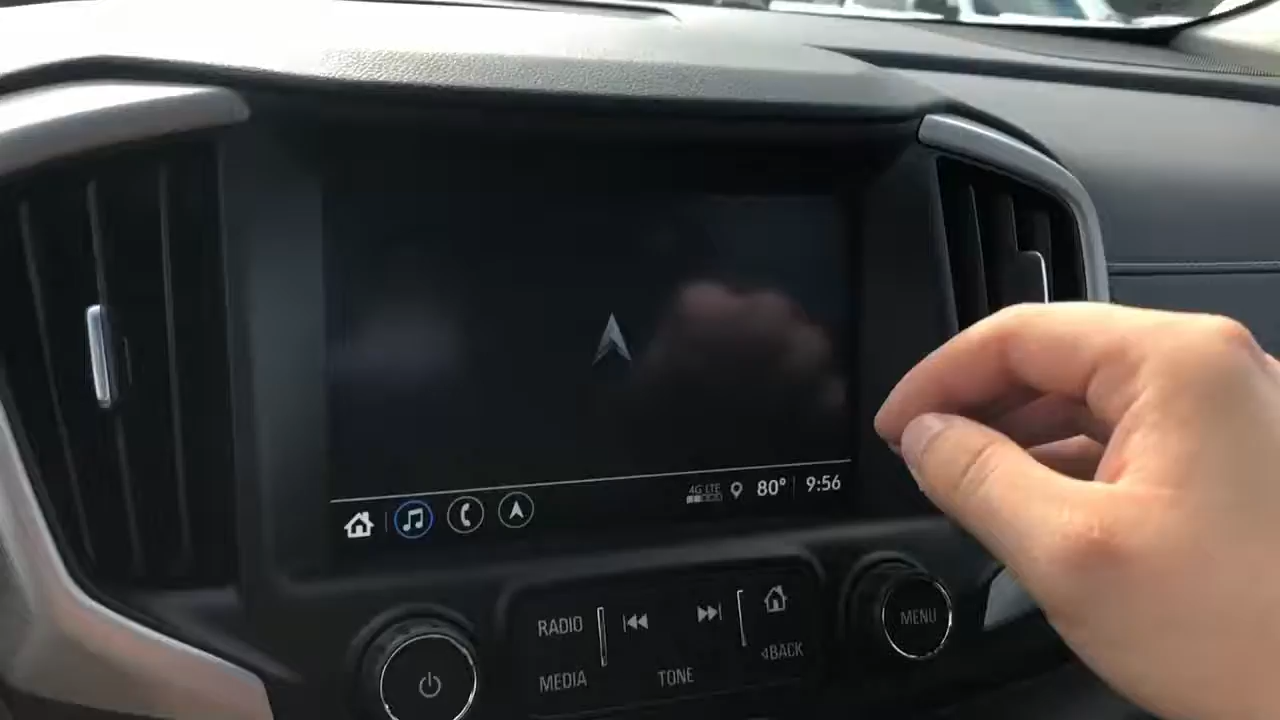 4G LTE 80° 9:56
RADIO
MENU
◃BACK
MEDIA TONE